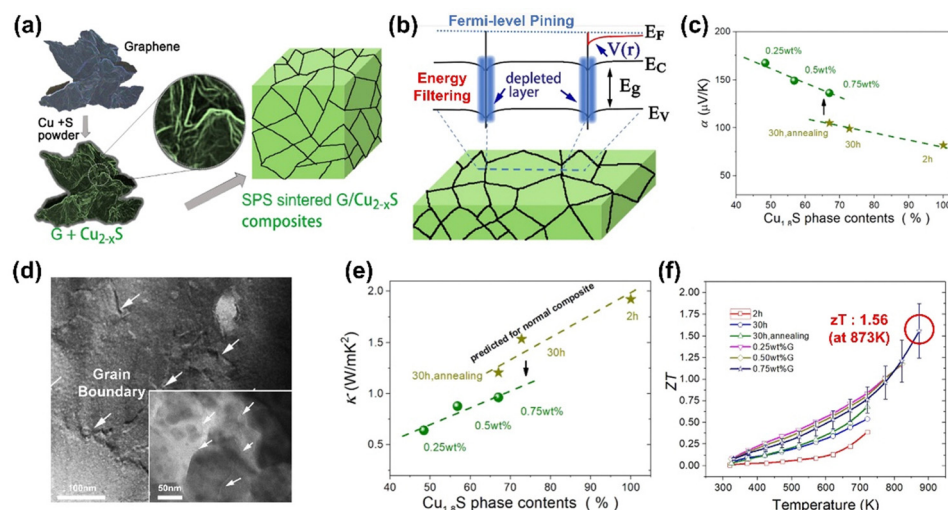 (a)
Graphene
Cu +S
powder
G + Cu2-xS
SPS sintered G/Cu2-xS
composites
(b)
Fermi-level Pining
EF
V(r)
EC
Energy
Filtering
depleted
layer
Eg
EV
(c)
150
125
100
75
50
α (μV/K)
0.25wt%
0.5wt%
0.75wt%
30h,annealing
30h
2h
40 50 60 70 80 90 100
Cu1.8S phase contents ( % )
(d)
Grain
Boundary
100nm
50nm
(e)
2.0
1.5
1.0
0.5
κ (W/mK2)
predicted for normal composite
2h
30h
30h,annealing
0.75wt%
0.5wt%
0.25wt%
40 50 60 70 80 90 100
Cu1.8S phase contents ( % )
(f)
2.00
1.75
1.50
1.25
1.00
0.75
0.50
0.25
0.00
ZT
2h
30h
30h,annealing
0.25wt%G
0.50wt%G
0.75wt%G
zT : 1.56
(at 873K)
300 400 500 600 700 800 900
Temperature (K)